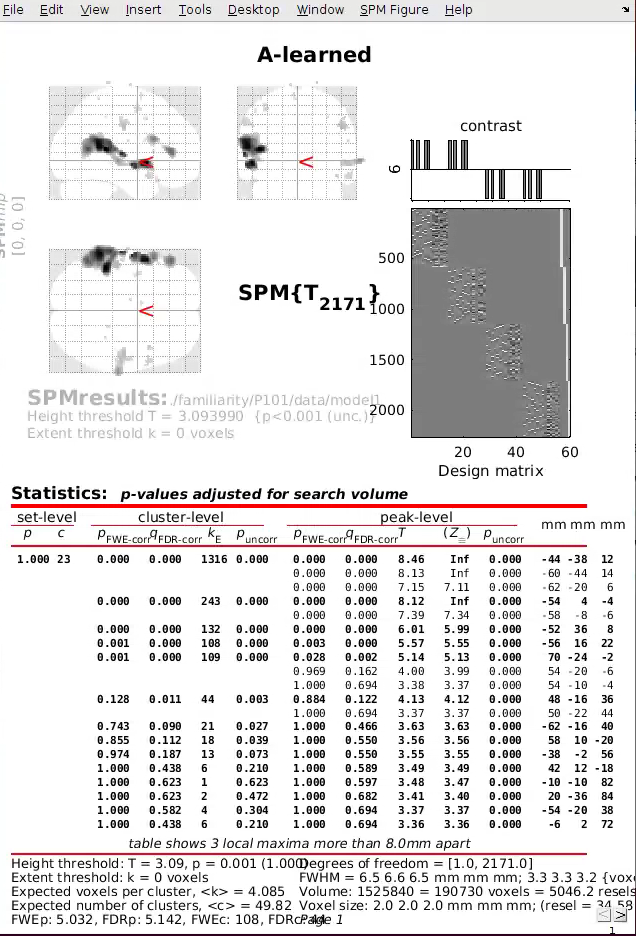 File Edit View Insert Tools Desktop Window SPM Figure Help
A-learned
SPMmip
[0, 0, 0]
<
<
<
contrast
6
SPM{T2171}
500
1000
1500
2000
20 40 60
Design matrix
SPMresults: ./familiarity/P101/data/model1
Height threshold T = 3.093990 {p<0.001 (unc.)}
Extent threshold k = 0 voxels
Statistics: p-values adjusted for search volume
set-level cluster-level peak-level mm mm mm
p c pFWE-corr qFDR-corr kE puncorr pFWE-corr qFDR-corr T (Z≡) puncorr
1.000 23 0.000 0.000 1316 0.000 0.000 0.000 8.46 Inf 0.000 -44 -38 12
0.000 0.000 8.13 Inf 0.000 -60 -44 14
0.000 0.000 7.15 7.11 0.000 -62 -20 6
0.000 0.000 243 0.000 0.000 0.000 8.12 Inf 0.000 -54 4 -4
0.000 0.000 7.39 7.34 0.000 -58 -8 -6
0.000 0.000 132 0.000 0.000 0.000 6.01 5.99 0.000 -52 36 8
0.001 0.000 108 0.000 0.003 0.000 5.57 5.55 0.000 -56 16 22
0.001 0.000 109 0.000 0.028 0.002 5.14 5.13 0.000 70 -24 -2
0.969 0.162 4.00 3.99 0.000 54 -20 -6
1.000 0.694 3.38 3.37 0.000 54 -10 -4
0.128 0.011 44 0.003 0.884 0.122 4.13 4.12 0.000 48 -16 36
1.000 0.694 3.37 3.37 0.000 50 -22 44
0.743 0.090 21 0.027 1.000 0.466 3.63 3.63 0.000 -62 -16 40
0.855 0.112 18 0.039 1.000 0.550 3.56 3.56 0.000 58 10 -20
0.974 0.187 13 0.073 1.000 0.550 3.55 3.55 0.000 -38 -2 56
1.000 0.438 6 0.210 1.000 0.589 3.49 3.49 0.000 42 12 -18
1.000 0.623 1 0.623 1.000 0.597 3.48 3.47 0.000 -10 -10 82
1.000 0.623 2 0.472 1.000 0.682 3.41 3.40 0.000 20 -36 84
1.000 0.582 4 0.304 1.000 0.694 3.37 3.37 0.000 -54 -20 38
1.000 0.438 6 0.210 1.000 0.694 3.36 3.36 0.000 -6 2 72
table shows 3 local maxima more than 8.0mm apart
Height threshold: T = 3.09, p = 0.001 (1.000) Degrees of freedom = [1.0, 2171.0]
Extent threshold: k = 0 voxels FWHM = 6.5 6.6 6.5 mm mm mm; 3.3 3.3 3.2 {vox
Expected voxels per cluster, <k> = 4.085 Volume: 1525840 = 190730 voxels = 5046.2 resels
Expected number of clusters, <c> = 49.82 Voxel size: 2.0 2.0 2.0 mm mm mm; (resel = 34.58
FWEp: 5.032, FDRp: 5.142, FWEc: 108, FDRc: 44 Page 1
< >
1